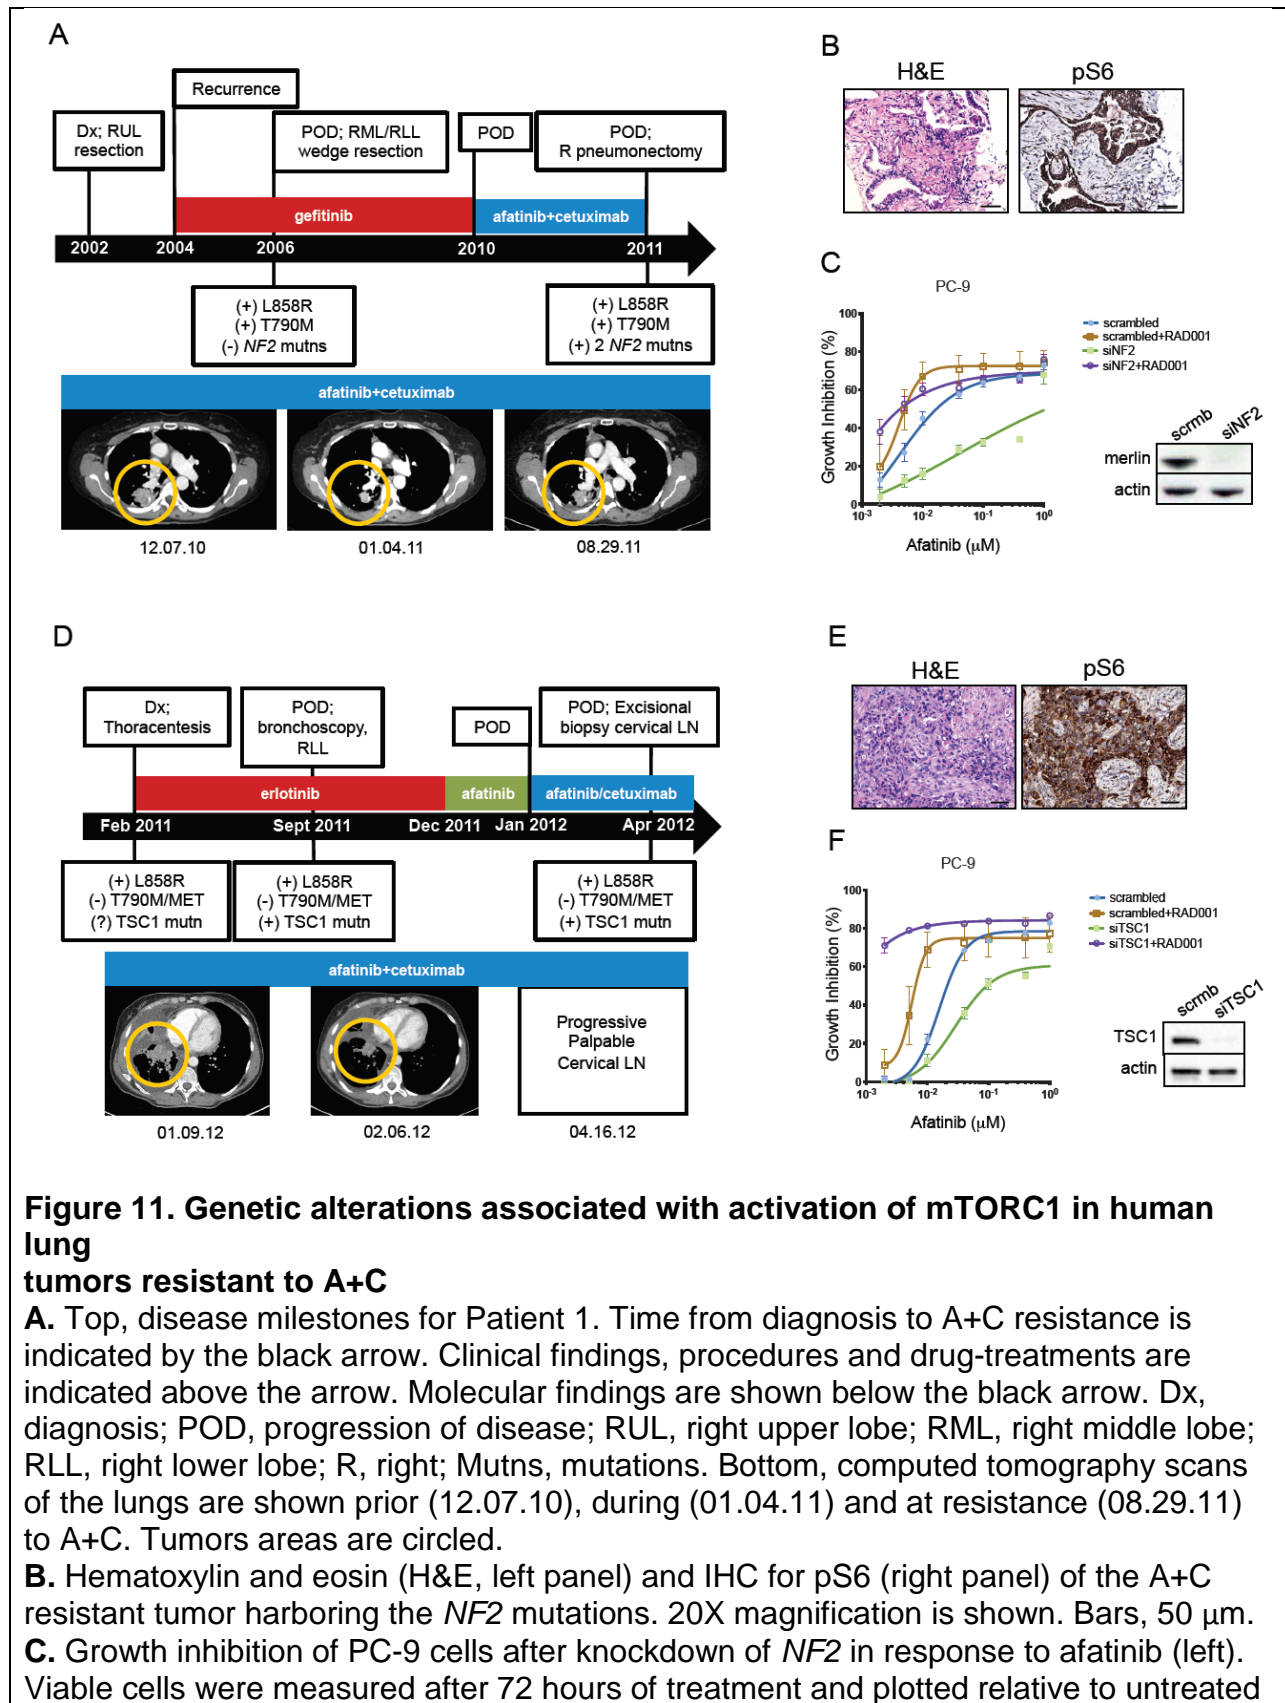 A
Recurrence
Dx; RUL
resection
POD; RML/RLL
wedge resection
POD
POD;
R pneumonectomy
gefitinib
afatinib+cetuximab
2002
2004
2006
2010
2011
(+) L858R
(+) T790M
(-) NF2 mutns
(+) L858R
(+) T790M
(+) 2 NF2 mutns
afatinib+cetuximab
12.07.10
01.04.11
08.29.11
B
H&E
pS6
C
PC-9
Growth Inhibition (%)
100
80
60
40
20
0
10⁻³
10⁻²
10⁻¹
10⁰
Afatinib (μM)
scrambled
scrambled+RAD001
siNF2
siNF2+RAD001
scrmb
siNF2
merlin
actin
D
Dx;
Thoracentesis
POD;
bronchoscopy,
RLL
POD
POD; Excisional
biopsy cervical LN
erlotinib
afatinib
afatinib/cetuximab
Feb 2011
Sept 2011
Dec 2011
Jan 2012
Apr 2012
(+) L858R
(-) T790M/MET
(?) TSC1 mutn
(+) L858R
(-) T790M/MET
(+) TSC1 mutn
(+) L858R
(-) T790M/MET
(+) TSC1 mutn
afatinib+cetuximab
Progressive
Palpable
Cervical LN
01.09.12
02.06.12
04.16.12
E
H&E
pS6
F
PC-9
Growth Inhibition (%)
100
80
60
40
20
0
10⁻³
10⁻²
10⁻¹
10⁰
Afatinib (μM)
scrambled
scrambled+RAD001
siTSC1
siTSC1+RAD001
scrmb
siTSC1
TSC1
actin
Figure 11. Genetic alterations associated with activation of mTORC1 in human
lung
tumors resistant to A+C
A. Top, disease milestones for Patient 1. Time from diagnosis to A+C resistance is
indicated by the black arrow. Clinical findings, procedures and drug-treatments are
indicated above the arrow. Molecular findings are shown below the black arrow. Dx,
diagnosis; POD, progression of disease; RUL, right upper lobe; RML, right middle lobe;
RLL, right lower lobe; R, right; Mutns, mutations. Bottom, computed tomography scans
of the lungs are shown prior (12.07.10), during (01.04.11) and at resistance (08.29.11)
to A+C. Tumors areas are circled.
B. Hematoxylin and eosin (H&E, left panel) and IHC for pS6 (right panel) of the A+C
resistant tumor harboring the NF2 mutations. 20X magnification is shown. Bars, 50 μm.
C. Growth inhibition of PC-9 cells after knockdown of NF2 in response to afatinib (left).
Viable cells were measured after 72 hours of treatment and plotted relative to untreated